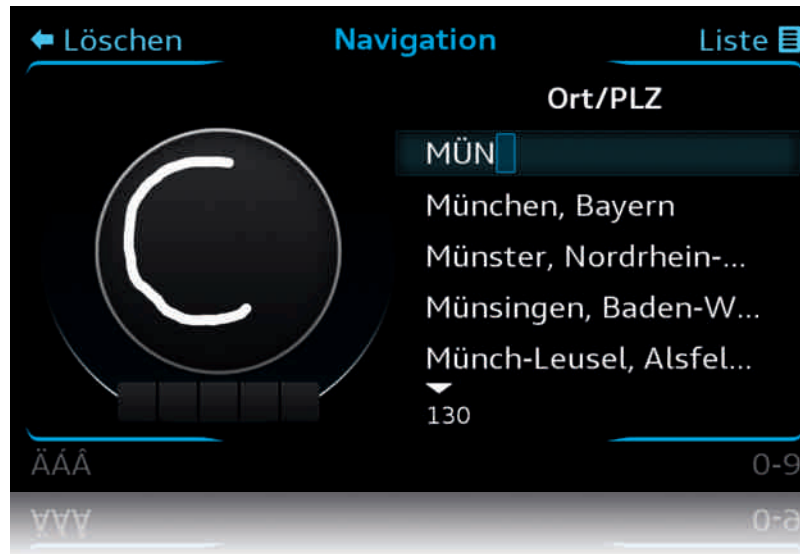 Löschen Navigation Liste
Ort/PLZ
MÜN
München, Bayern
Münster, Nordrhein-...
Münsingen, Baden-W...
Münch-Leusel, Alsfel...
C
130
ÄÁÂ 0-9